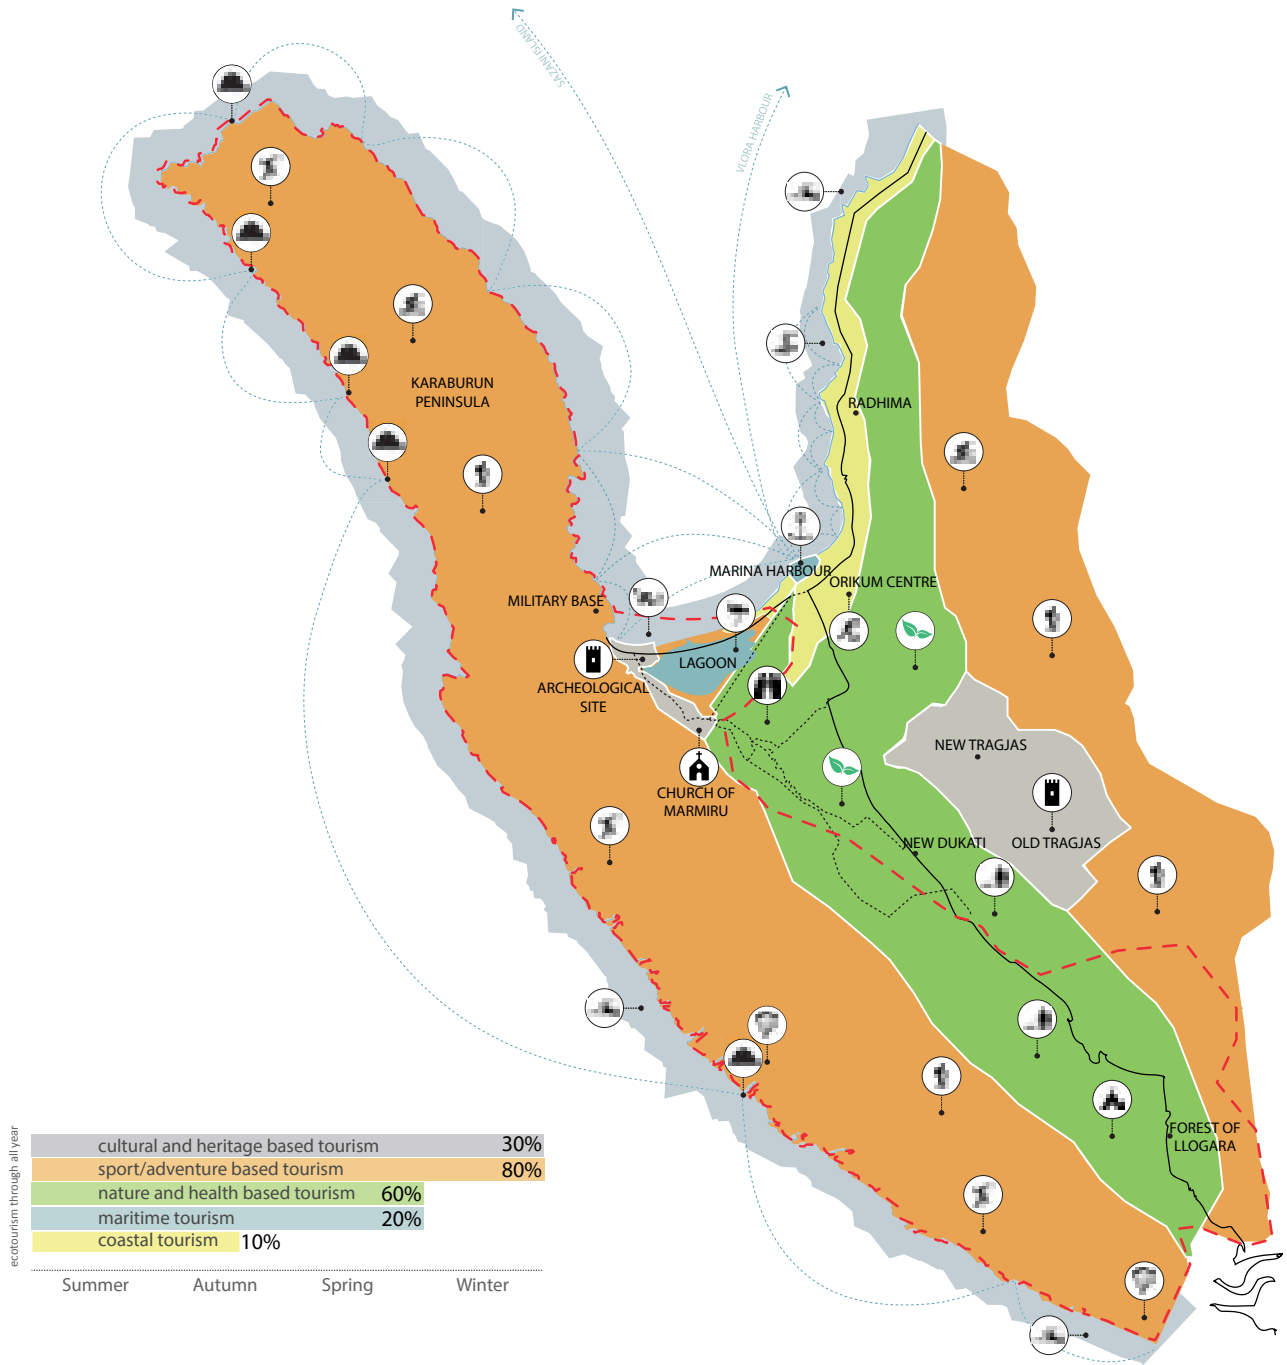 SAZANI ISLAND
VLORA HARBOUR
KARABURUN
PENINSULA
RADHIMA
MARINA HARBOUR
ORIKUM CENTRE
MILITARY BASE
LAGOON
ARCHEOLOGICAL
SITE
NEW TRAGJAS
CHURCH OF
MARMIRU
NEW DUKATI
OLD TRAGJAS
FOREST OF
LLOGARA
ecotourism through all year
cultural and heritage based tourism 30%
sport/adventure based tourism 80%
nature and health based tourism 60%
maritime tourism 20%
coastal tourism 10%
Summer Autumn Spring Winter